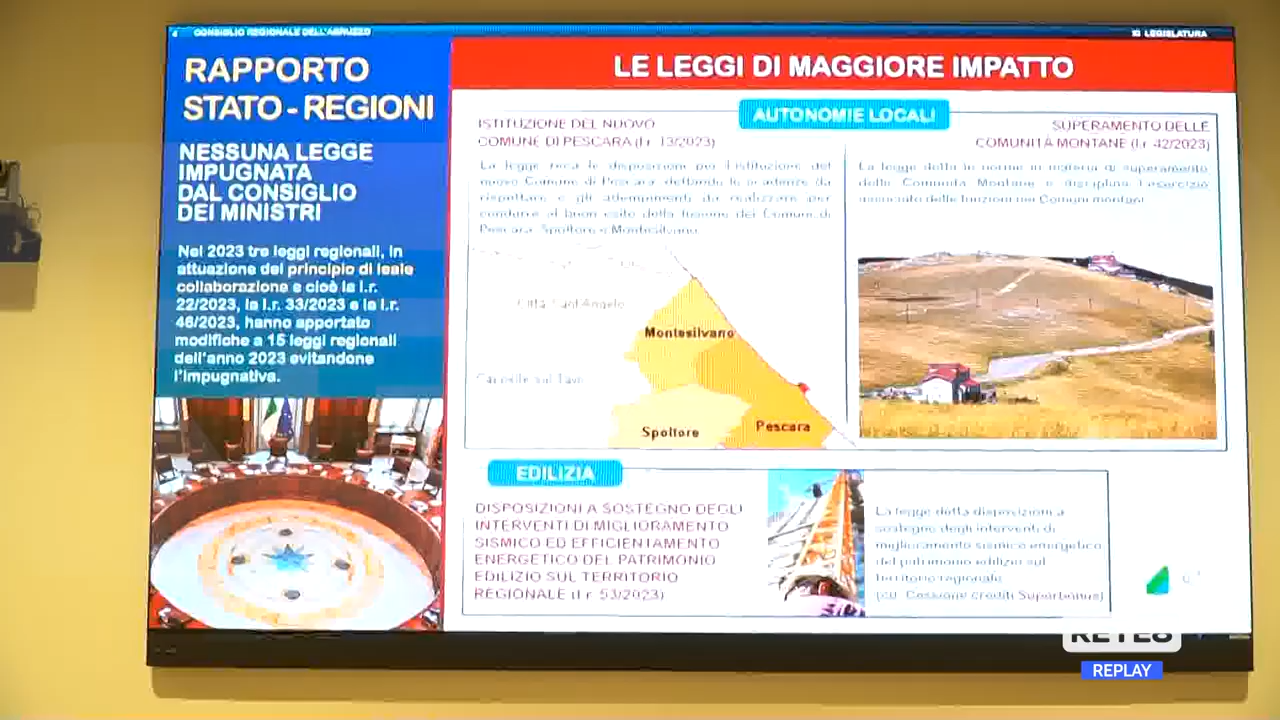 4 CONSIGLIO REGIONALE DELL'ABRUZZO
XI LEGISLATURA
RAPPORTO
STATO - REGIONI
NESSUNA LEGGE
IMPUGNATA
DAL CONSIGLIO
DEI MINISTRI
Nel 2023 tre leggi regionali, in
attuazione del principio di leale
collaborazione e cioè la l.r.
22/2023, la l.r. 33/2023 e la l.r.
46/2023, hanno apportato
modifiche a 15 leggi regionali
dell'anno 2023 evitandone
l'impugnativa.
LE LEGGI DI MAGGIORE IMPATTO
AUTONOMIE LOCALI
ISTITUZIONE DEL NUOVO
COMUNE DI PESCARA (l.r. 13/2023)
La legge reca le disposizioni per l'istituzione del
nuovo Comune di Pescara, dettando le scadenze da
rispettare e gli adempimenti da realizzare per
condurre al buon esito della fusione dei Comuni di
Pescara, Spoltore e Montesilvano.
Città Sant'Angelo
Montesilvano
Cappelle sul Tavo
Spoltore
Pescara
SUPERAMENTO DELLE
COMUNITÀ MONTANE (l.r. 42/2023)
La legge detta le norme in materia di superamento
delle Comunità Montane e disciplina l'esercizio
associato delle funzioni nei Comuni montani.
EDILIZIA
DISPOSIZIONI A SOSTEGNO DEGLI
INTERVENTI DI MIGLIORAMENTO
SISMICO ED EFFICIENTAMENTO
ENERGETICO DEL PATRIMONIO
EDILIZIO SUL TERRITORIO
REGIONALE (l.r. 53/2023)
La legge detta disposizioni a
sostegno degli interventi di
miglioramento sismico energetico
del patrimonio edilizio sul
territorio regionale
(cd. Cessione crediti Superbonus)
RETE8
REPLAY